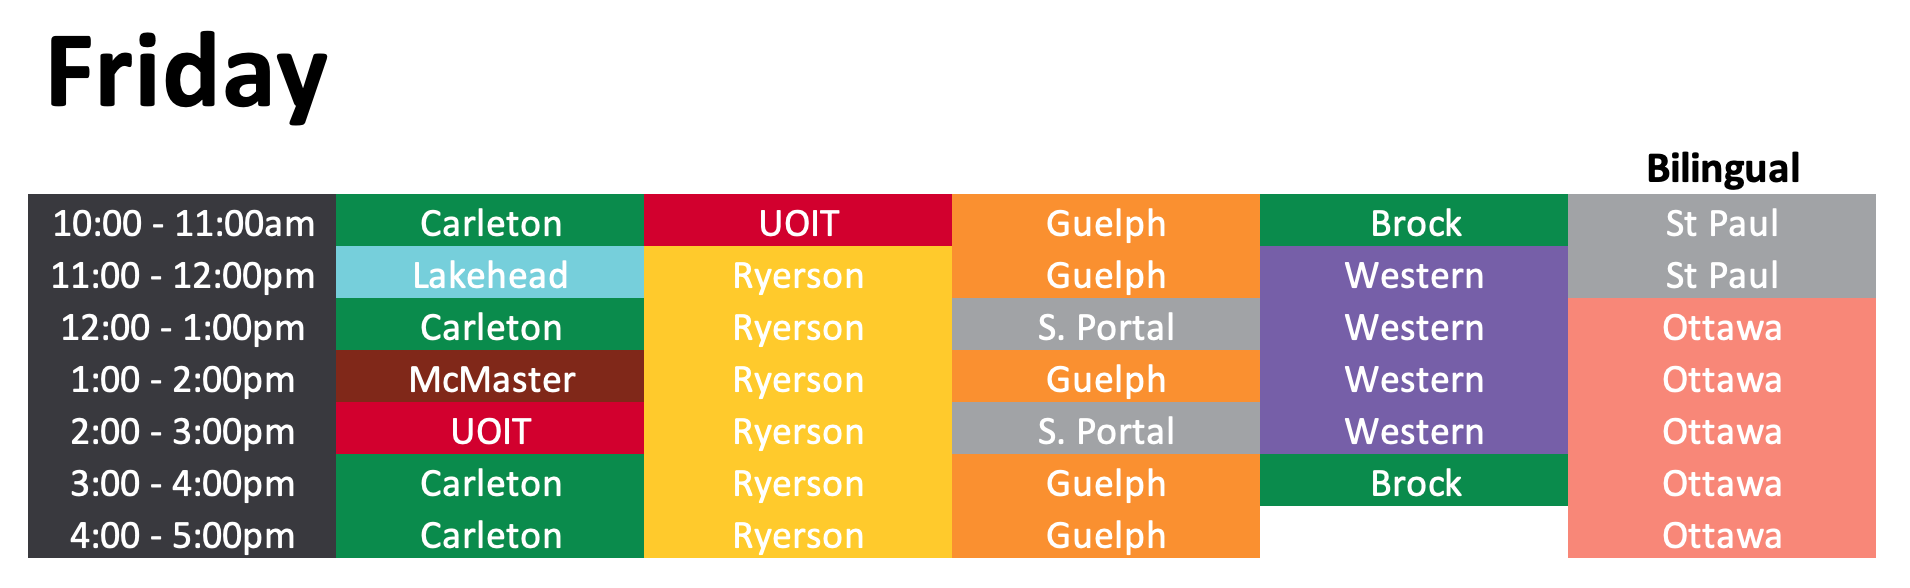 Friday
Bilingual
10:00 - 11:00am Carleton UOIT Guelph Brock St Paul
11:00 - 12:00pm Lakehead Ryerson Guelph Western St Paul
12:00 - 1:00pm Carleton Ryerson S. Portal Western Ottawa
1:00 - 2:00pm McMaster Ryerson Guelph Western Ottawa
2:00 - 3:00pm UOIT Ryerson S. Portal Western Ottawa
3:00 - 4:00pm Carleton Ryerson Guelph Brock Ottawa
4:00 - 5:00pm Carleton Ryerson Guelph Ottawa